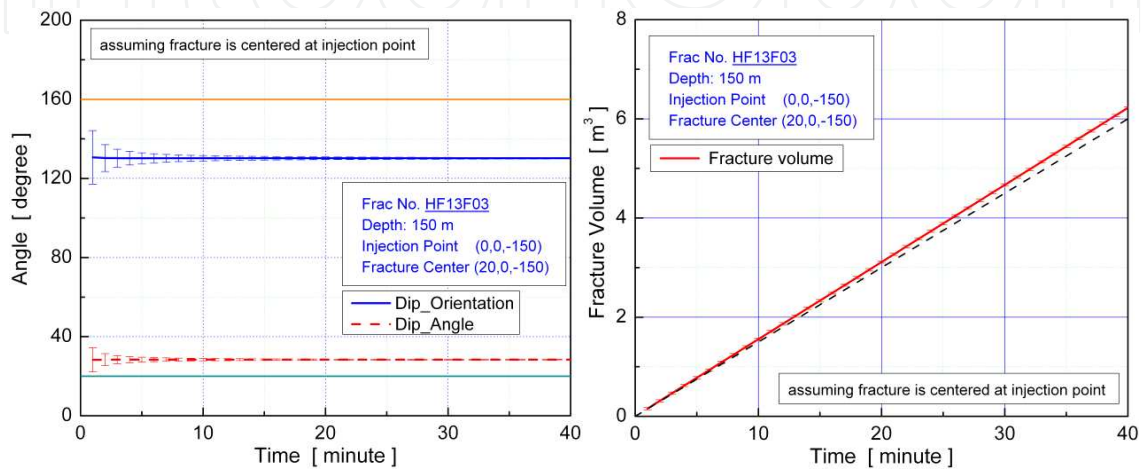 200
160
120
80
40
0
Angle [ degree ]
assuming fracture is centered at injection point
Frac No. HF13F03
Depth: 150 m
Injection Point (0,0,-150)
Fracture Center (20,0,-150)
Dip_Orientation
Dip_Angle
0 10 20 30 40
Time [ minute ]
8
6
4
2
0
Fracture Volume [ m³ ]
Frac No. HF13F03
Depth: 150 m
Injection Point (0,0,-150)
Fracture Center (20,0,-150)
Fracture volume
assuming fracture is centered at injection point
0 10 20 30 40
Time [ minute ]